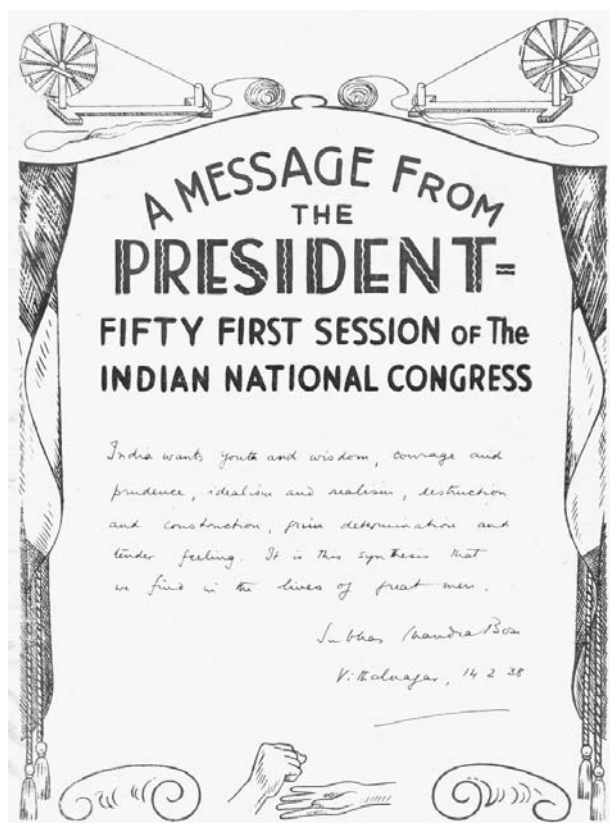 A MESSAGE FROM
THE
PRESIDENT=
FIFTY FIRST SESSION OF The
INDIAN NATIONAL CONGRESS
India wants youth and wisdom, courage and
prudence, idealism and realism, destruction
and construction, grim determination and
tender feeling. It is this synthesis that
we find in the lives of great men.
Subhas Chandra Bose
Vithalnagar, 14 2 38